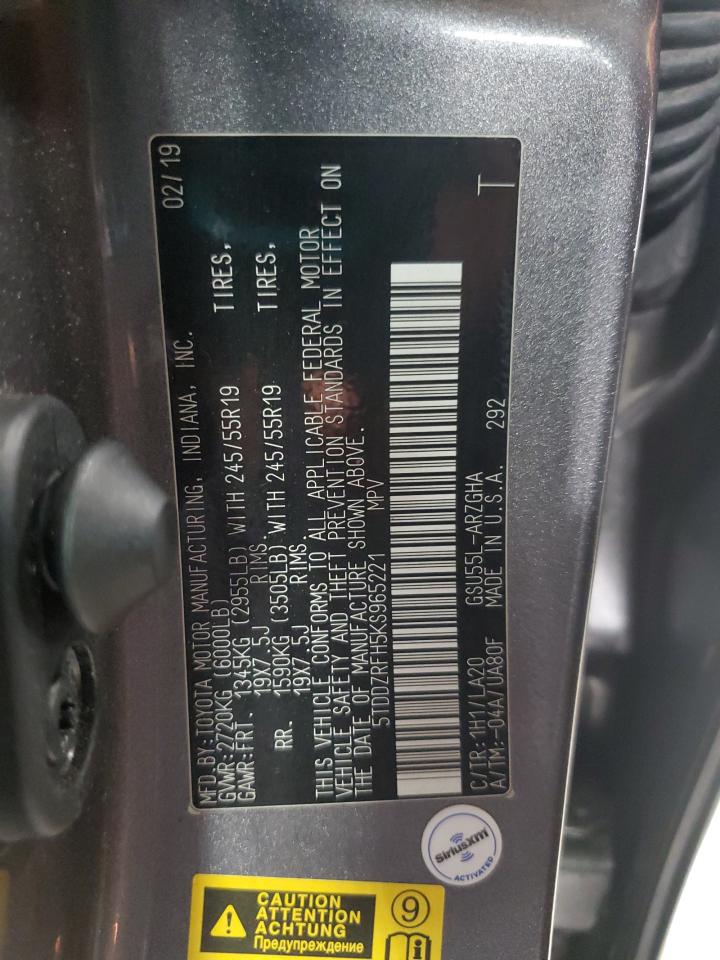 MFD.BY:TOYOTA MOTOR MANUFACTURING, INDIANA, INC. 02/19
GVWR:2720KG (6000LB)
GAWR:FRT. 1345KG (2955LB) WITH 245/55R19 TIRES,
19X7.5J RIMS
RR. 1590KG (3505LB) WITH 245/55R19 TIRES,
19X7.5J RIMS.
THIS VEHICLE CONFORMS TO ALL APPLICABLE FEDERAL MOTOR
VEHICLE SAFETY AND THEFT PREVENTION STANDARDS IN EFFECT ON
THE DATE OF MANUFACTURE SHOWN ABOVE.
5TDDZRFH5KS965221 MPV
C/TR:1H1/LA20 GSU55L-ARZGHA T
A/TM:-04A/UA80F MADE IN U.S.A. 292
SiriusXM
ACTIVATED
CAUTION
ATTENTION
ACHTUNG
Предупреждение
9